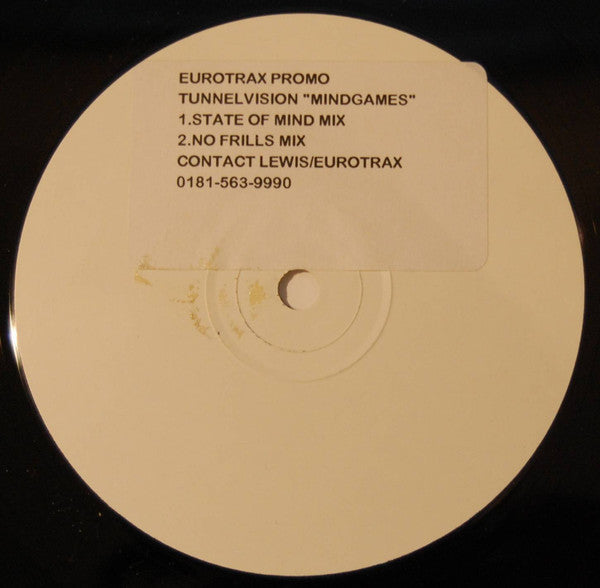 EUROTRAX PROMO
TUNNELVISION "MINDGAMES"
1.STATE OF MIND MIX
2.NO FRILLS MIX
CONTACT LEWIS/EUROTRAX
0181-563-9990